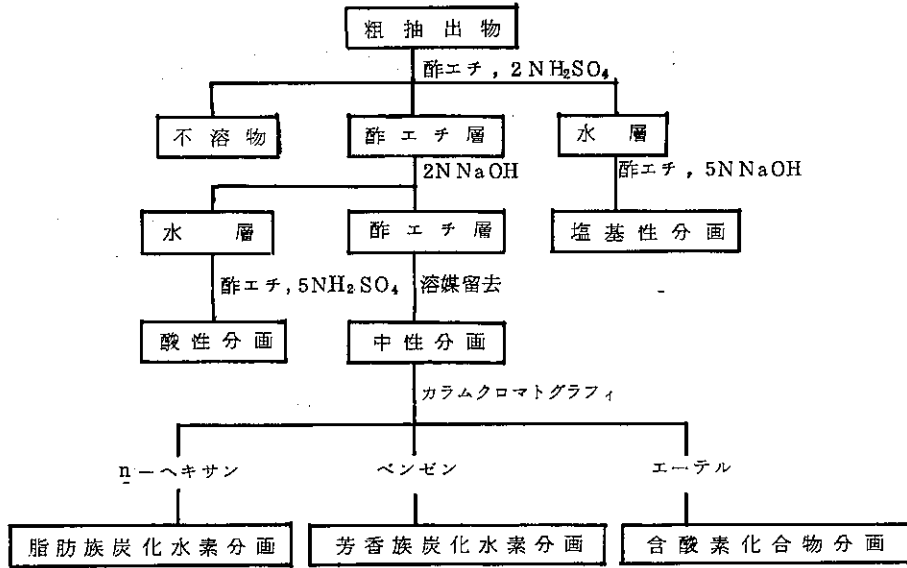 粗抽出物
酢エチ，2NH₂SO₄
不溶物
酢エチ層
水層
2NNaOH
酢エチ，5NNaOH
水層
酢エチ層
塩基性分画
酢エチ，5NH₂SO₄
溶媒留去
酸性分画
中性分画
カラムクロマトグラフィ
n－ヘキサン
ベンゼン
エーテル
脂肪族炭化水素分画
芳香族炭化水素分画
含酸素化合物分画